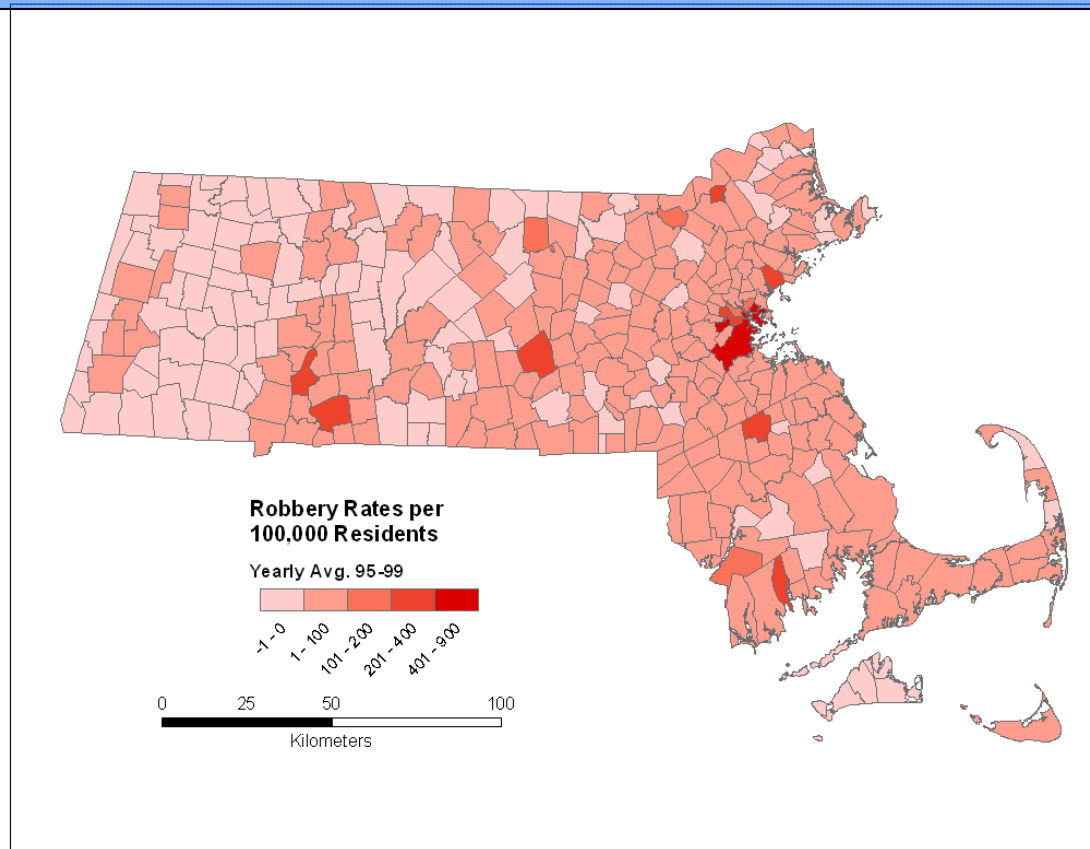 Robbery Rates per
100,000 Residents
Yearly Avg. 95-99
-1 - 0
1 - 100
101 - 200
201 - 400
401 - 900
0 25 50 100
Kilometers